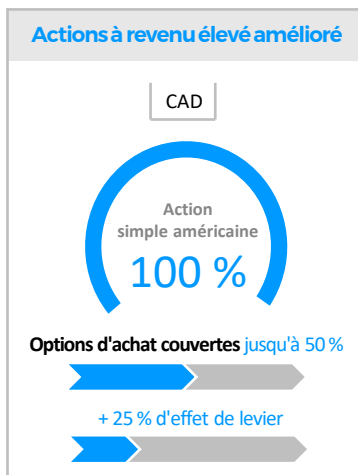 Actions à revenu élevé amélioré
CAD
Action
simple américaine
100 %
Options d'achat couvertes jusqu'à 50 %
+ 25 % d'effet de levier